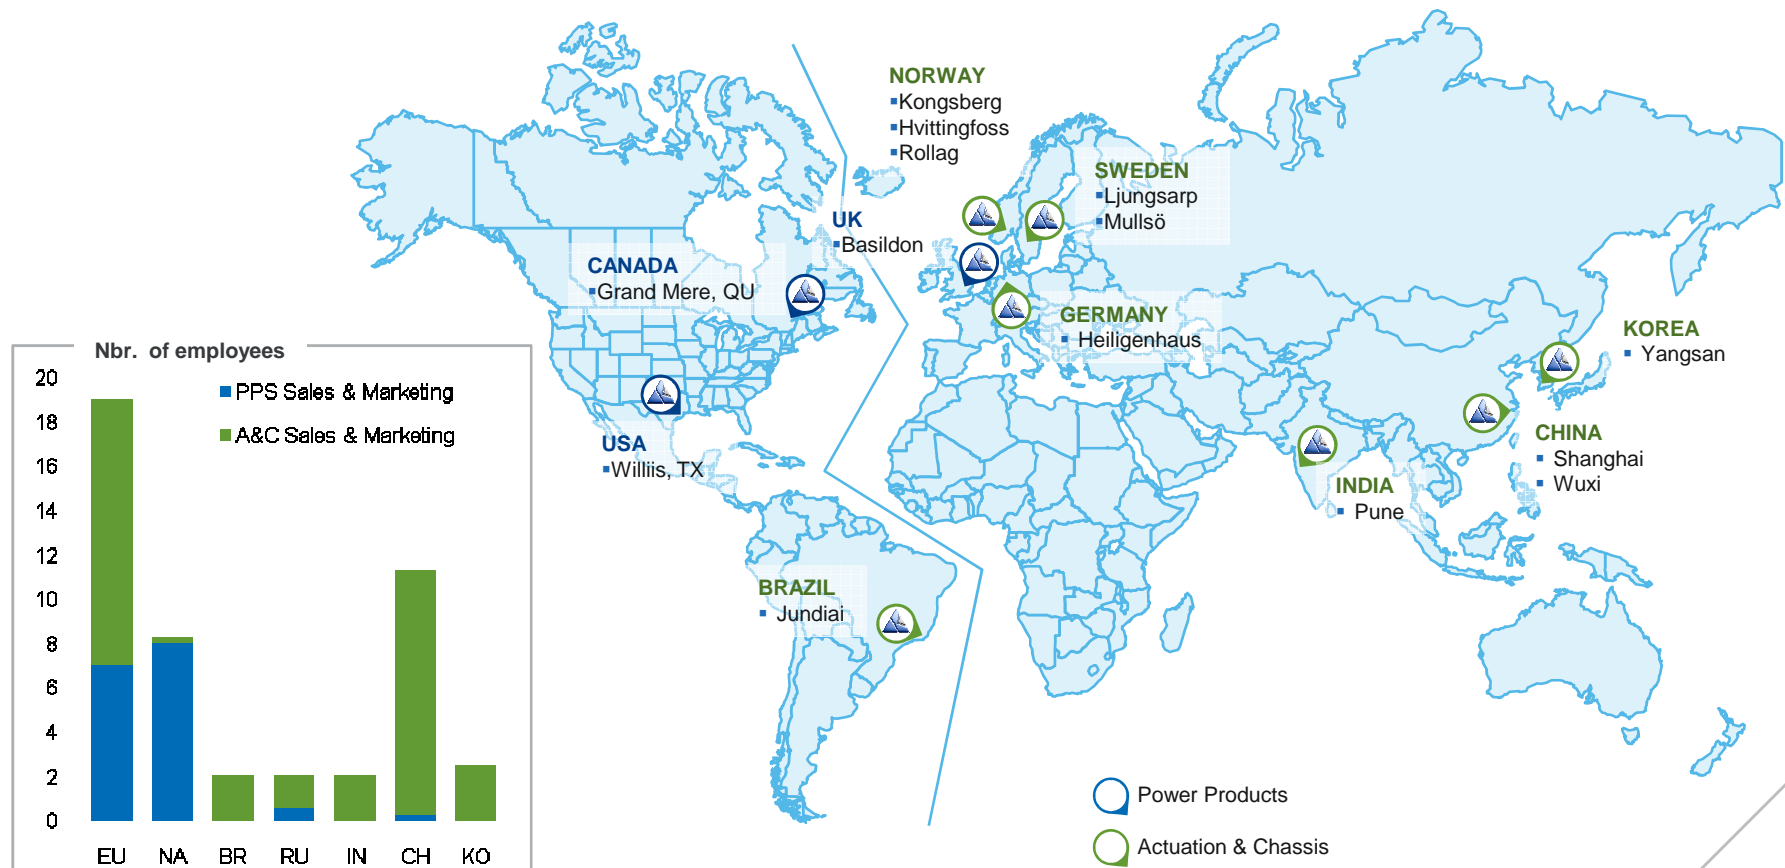 NORWAY
Kongsberg
Hvittingfoss
Rollag
SWEDEN
Ljungsarp
Mullsö
UK
Basildon
CANADA
Grand Mere, QU
GERMANY
Heiligenhaus
KOREA
Yangsan
USA
Williis, TX
CHINA
Shanghai
Wuxi
INDIA
Pune
BRAZIL
Jundiai
Nbr. of employees
PPS Sales & Marketing
A&C Sales & Marketing
20
18
16
14
12
10
8
6
4
2
0
EU NA BR RU IN CH KO
Power Products
Actuation & Chassis